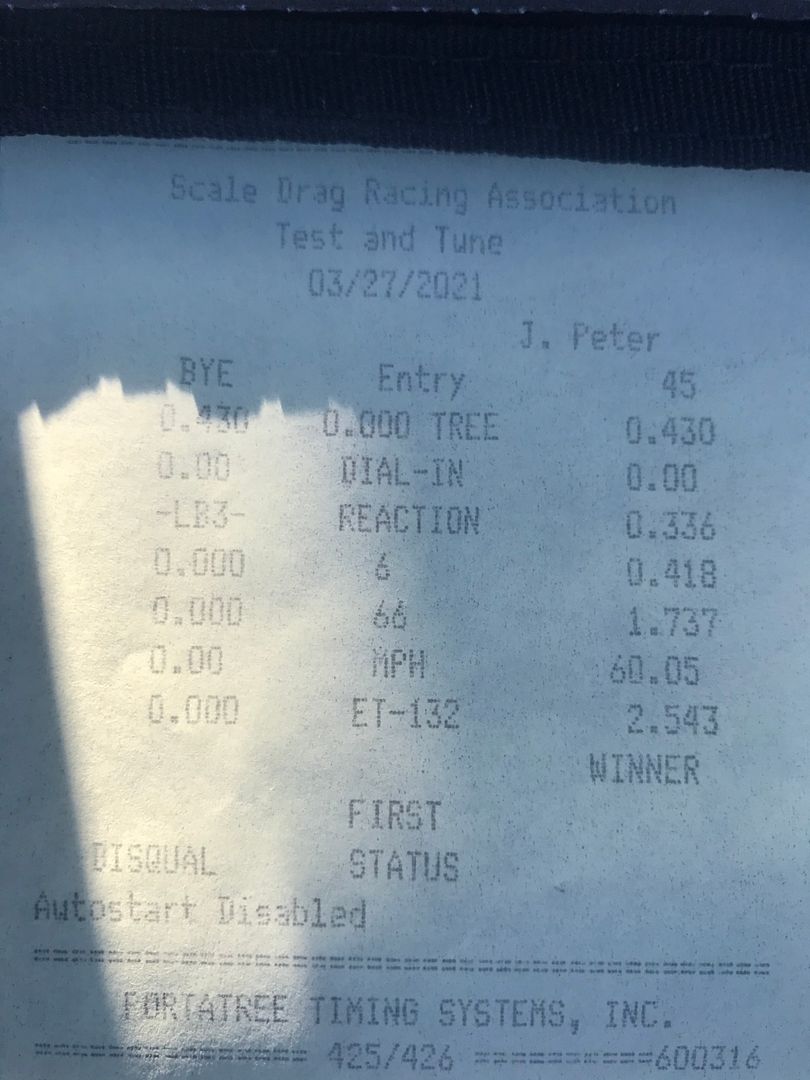 Scale Drag Racing Association
Test and Tune
03/27/2021
J. Peter
BYE Entry 45
0.430 0.000 TREE 0.430
0.00 DIAL-IN 0.00
-LB3- REACTION 0.336
0.000 6 0.418
0.000 66 1.737
0.00 MPH 60.05
0.000 ET-132 2.543
WINNER
FIRST
DISQUAL STATUS
Autostart Disabled
PORTATREE TIMING SYSTEMS, INC.
================ 425/426 ==========600316